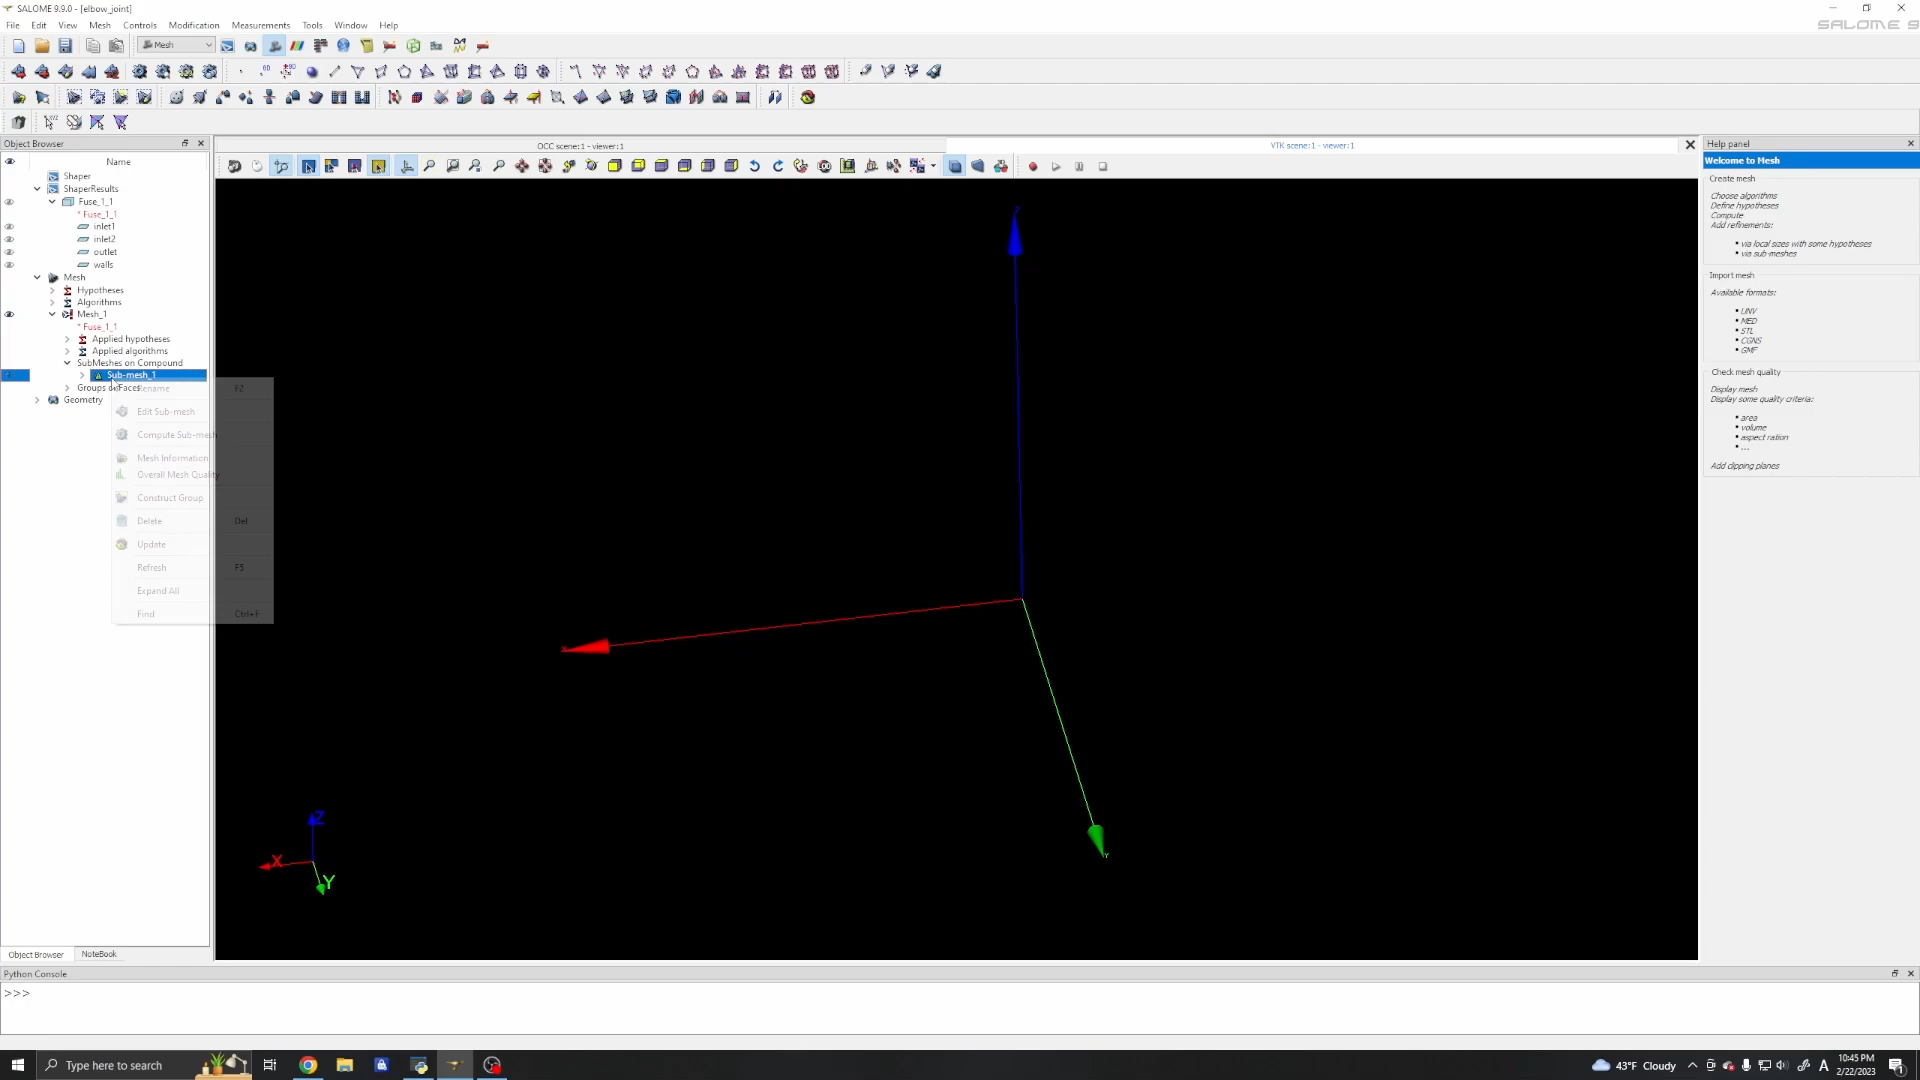 SALOME 9.9.0 - [elbow_joint]
File Edit View Mesh Controls Modification Measurements Tools Window Help
SALOME 9
Mesh
Object Browser
Name
Shaper
ShaperResults
Fuse_1_1
* Fuse_1_1
inlet1
inlet2
outlet
walls
Mesh
Hypotheses
Algorithms
Mesh_1
* Fuse_1_1
Applied hypotheses
Applied algorithms
SubMeshes on Compound
Sub-mesh_1
Groups of Faces
Geometry
Rename F2
Edit Sub-mesh
Compute Sub-mesh
Mesh Information
Overall Mesh Quality
Construct Group
Delete Del
Update
Refresh F5
Expand All
Find Ctrl+F
Object Browser NoteBook
OCC scene:1 - viewer:1
VTK scene:1 - viewer:1
Z
X
Y
Z
X
Y
Help panel
Welcome to Mesh
Create mesh
Choose algorithms
Define hypotheses
Compute
Add refinements:
via local sizes with some hypotheses
via sub-meshes
Import mesh
Available formats:
UNV
MED
STL
CGNS
GMF
Check mesh quality
Display mesh
Display some quality criteria:
area
volume
aspect ration
...
Add clipping planes
Python Console
>>>
Type here to search
43°F Cloudy
A
10:45 PM
2/22/2023
1